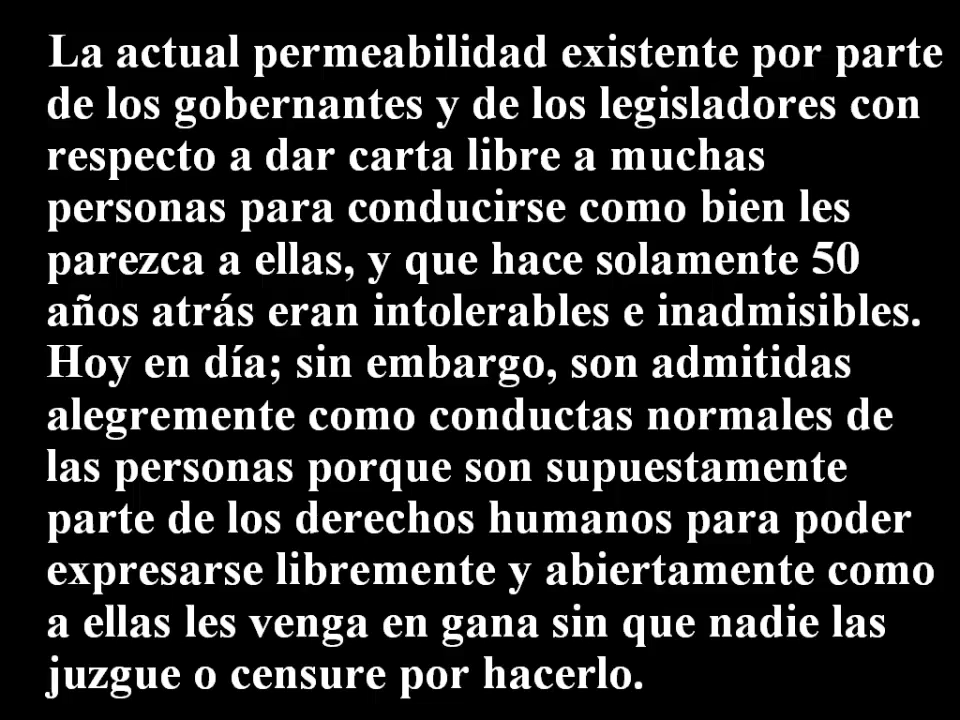 La actual permeabilidad existente por parte
de los gobernantes y de los legisladores con
respecto a dar carta libre a muchas
personas para conducirse como bien les
parezca a ellas, y que hace solamente 50
años atrás eran intolerables e inadmisibles.
Hoy en día; sin embargo, son admitidas
alegremente como conductas normales de
las personas porque son supuestamente
parte de los derechos humanos para poder
expresarse libremente y abiertamente como
a ellas les venga en gana sin que nadie las
juzgue o censure por hacerlo.